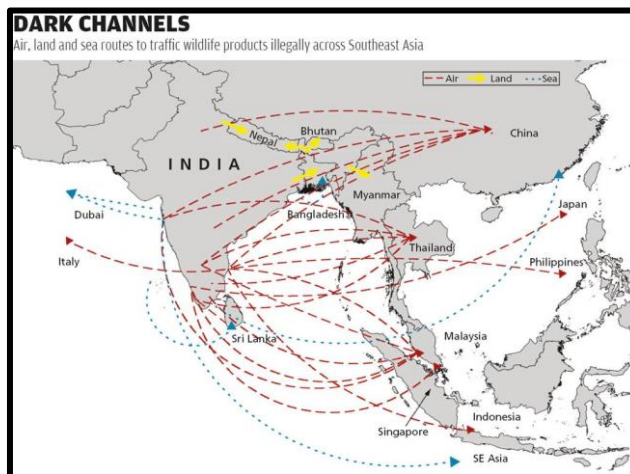 DARK CHANNELS
Air, land and sea routes to traffic wildlife products illegally across Southeast Asia
Air Land Sea
Nepal
Bhutan
China
INDIA
Bangladesh
Myanmar
Dubai
Japan
Thailand
Italy
Philippines
Sri Lanka
Malaysia
Indonesia
Singapore
SE Asia